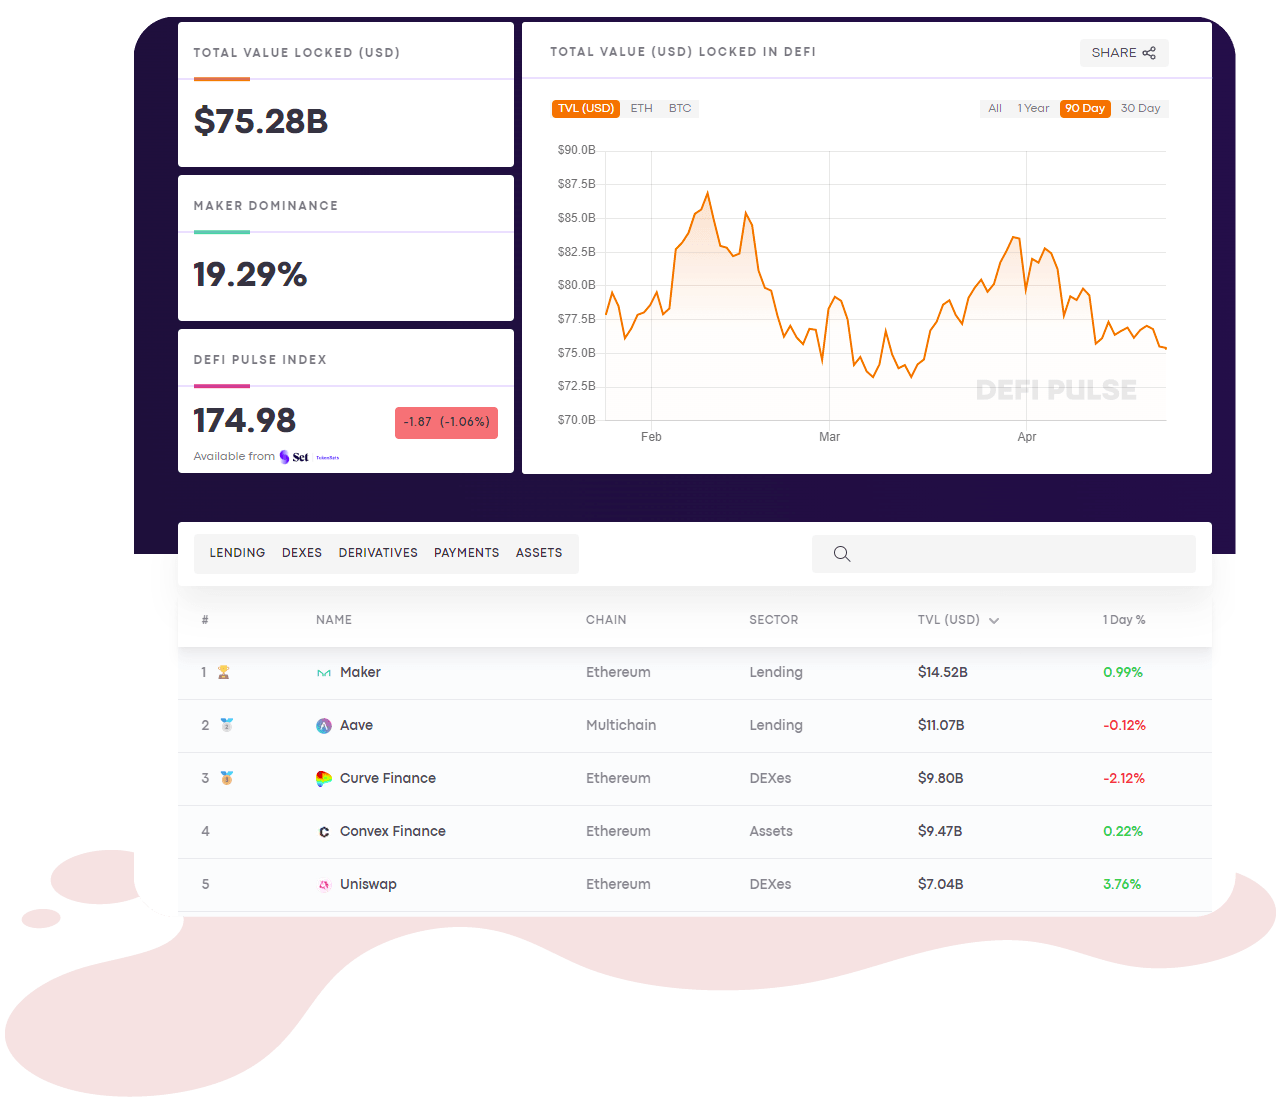 TOTAL VALUE LOCKED (USD)
$75.28B
MAKER DOMINANCE
19.29%
DEFI PULSE INDEX
174.98
-1.87 (-1.06%)
Available from Set TokenSets
TOTAL VALUE (USD) LOCKED IN DEFI
SHARE
TVL (USD) ETH BTC
All 1 Year 90 Day 30 Day
$90.0B
$87.5B
$85.0B
$82.5B
$80.0B
$77.5B
$75.0B
$72.5B
$70.0B
DEFI PULSE
Feb Mar Apr
LENDING DEXES DERIVATIVES PAYMENTS ASSETS
# NAME CHAIN SECTOR TVL (USD) 1 Day %
1 Maker Ethereum Lending $14.52B 0.99%
2 Aave Multichain Lending $11.07B -0.12%
3 Curve Finance Ethereum DEXes $9.80B -2.12%
4 Convex Finance Ethereum Assets $9.47B 0.22%
5 Uniswap Ethereum DEXes $7.04B 3.76%